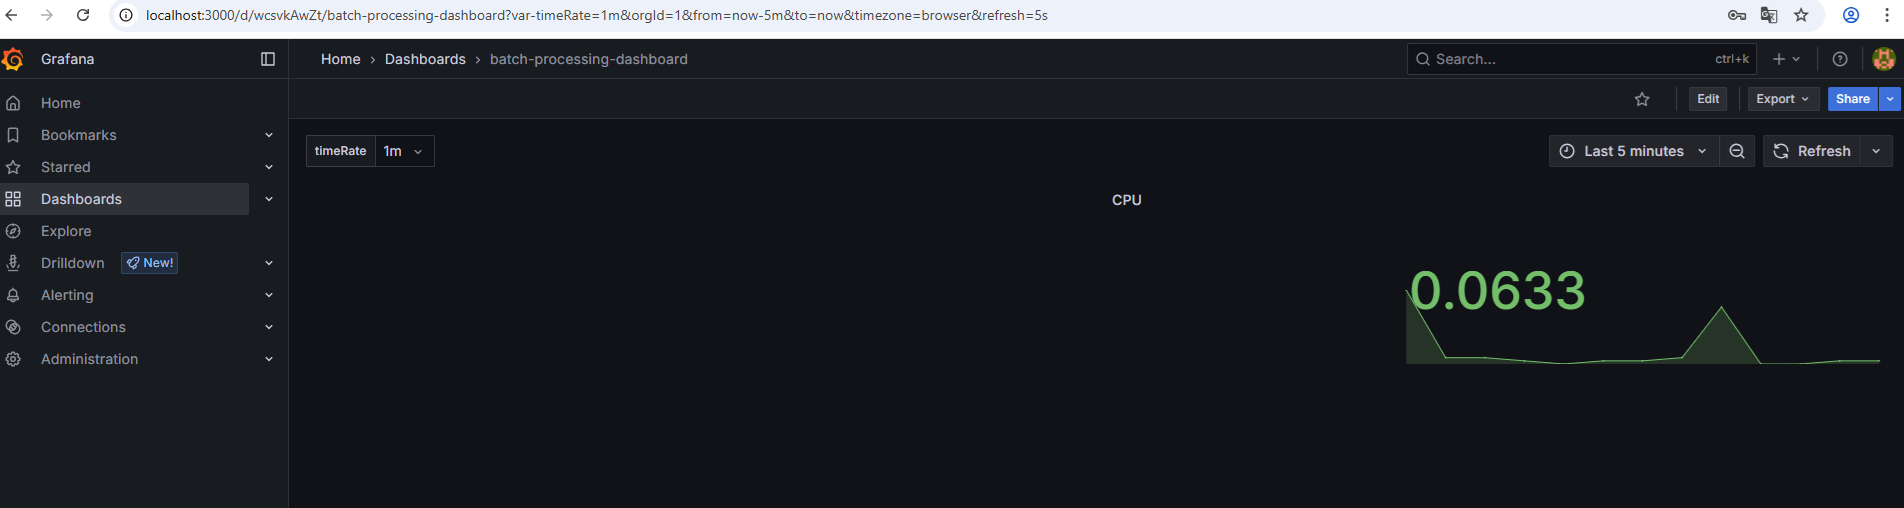 localhost:3000/d/wcsvkAwZt/batch-processing-dashboard?var-timeRate=1m&orgId=1&from=now-5m&to=now&timezone=browser&refresh=5s
Grafana
Home › Dashboards › batch-processing-dashboard
Search... ctrl+k
Home
Bookmarks
Starred
Dashboards
Explore
Drilldown New!
Alerting
Connections
Administration
Edit Export Share
timeRate 1m
Last 5 minutes Refresh
CPU
0.0633